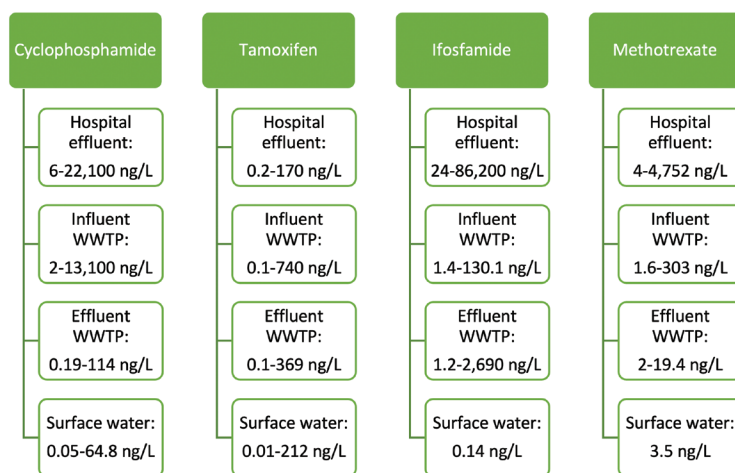 Cyclophosphamide
Hospital
effluent:
6-22,100 ng/L
Influent
WWTP:
2-13,100 ng/L
Effluent
WWTP:
0.19-114 ng/L
Surface water:
0.05-64.8 ng/L
Tamoxifen
Hospital
effluent:
0.2-170 ng/L
Influent
WWTP:
0.1-740 ng/L
Effluent
WWTP:
0.1-369 ng/L
Surface water:
0.01-212 ng/L
Ifosfamide
Hospital
effluent:
24-86,200 ng/L
Influent
WWTP:
1.4-130.1 ng/L
Effluent
WWTP:
1.2-2,690 ng/L
Surface water:
0.14 ng/L
Methotrexate
Hospital
effluent:
4-4,752 ng/L
Influent
WWTP:
1.6-303 ng/L
Effluent
WWTP:
2-19.4 ng/L
Surface water:
3.5 ng/L